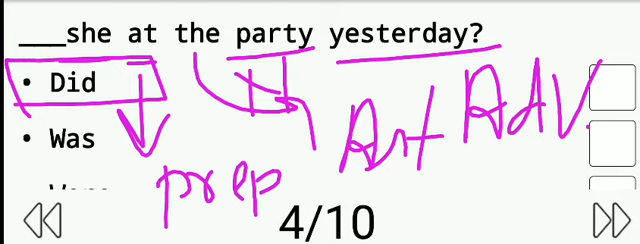 ___she at the party yesterday?
• Did
• Was
prep
Art
ADV
4/10